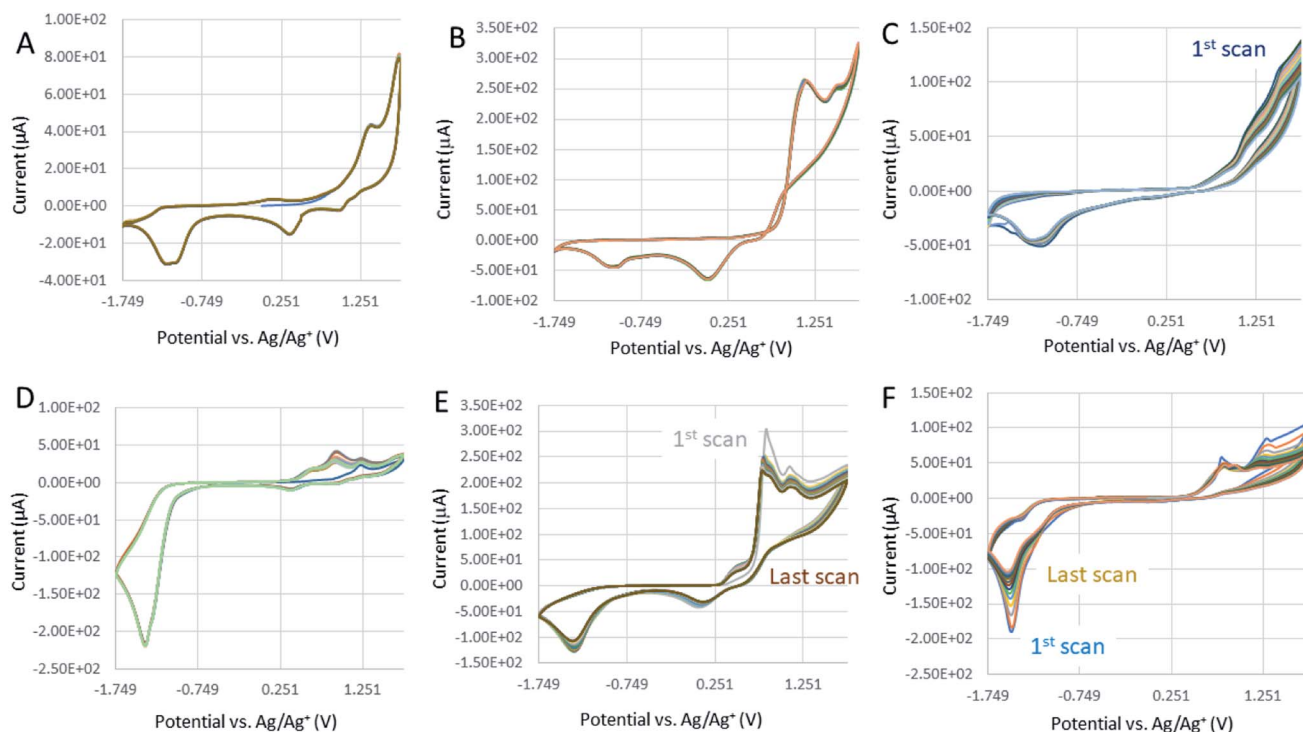 A
1.00E+02
8.00E+01
6.00E+01
4.00E+01
2.00E+01
0.00E+00
-2.00E+01
-4.00E+01
Current (µA)
-1.749 -0.749 0.251 1.251
Potential vs. Ag/Ag⁺ (V)
B
3.50E+02
3.00E+02
2.50E+02
2.00E+02
1.50E+02
1.00E+02
5.00E+01
0.00E+00
-5.00E+01
-1.00E+02
Current (µA)
-1.749 -0.749 0.251 1.251
Potential vs. Ag/Ag⁺ (V)
C
1ˢᵗ scan
1.50E+02
1.00E+02
5.00E+01
0.00E+00
-5.00E+01
-1.00E+02
Current (µA)
-1.749 -0.749 0.251 1.251
Potential vs. Ag/Ag⁺ (V)
D
1.00E+02
5.00E+01
0.00E+00
-5.00E+01
-1.00E+02
-1.50E+02
-2.00E+02
-2.50E+02
Current (µA)
-1.749 -0.749 0.251 1.251
Potential vs. Ag/Ag⁺ (V)
E
3.50E+02
3.00E+02
2.50E+02
2.00E+02
1.50E+02
1.00E+02
5.00E+01
0.00E+00
-5.00E+01
-1.00E+02
-1.50E+02
Current (µA)
1ˢᵗ scan
Last scan
-1.749 -0.749 0.251 1.251
Potential vs. Ag/Ag⁺ (V)
F
1.50E+02
1.00E+02
5.00E+01
0.00E+00
-5.00E+01
-1.00E+02
-1.50E+02
-2.00E+02
-2.50E+02
Current (µA)
Last scan
1ˢᵗ scan
-1.749 -0.749 0.251 1.251
Potential vs. Ag/Ag⁺ (V)